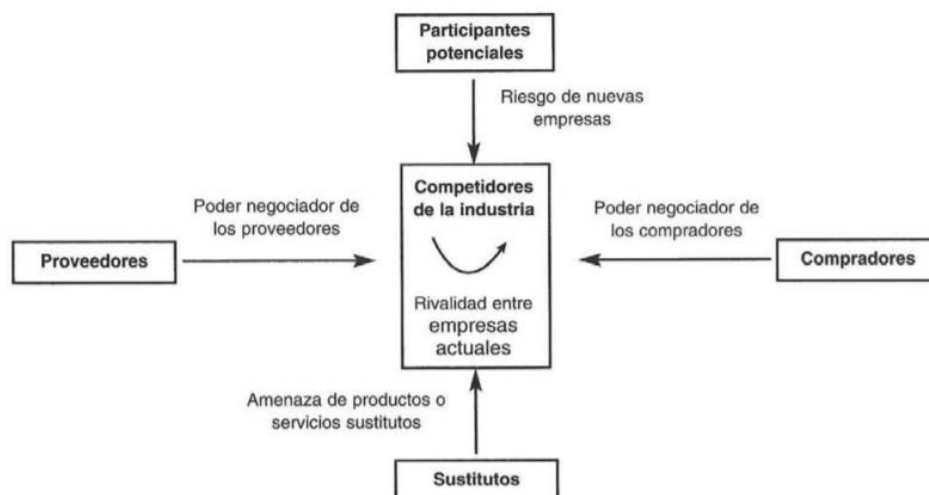 Participantes
potenciales
Riesgo de nuevas
empresas
Competidores
de la industria
Poder negociador de
los proveedores
Poder negociador de
los compradores
Proveedores
Compradores
Rivalidad entre
empresas
actuales
Amenaza de productos o
servicios sustitutos
Sustitutos